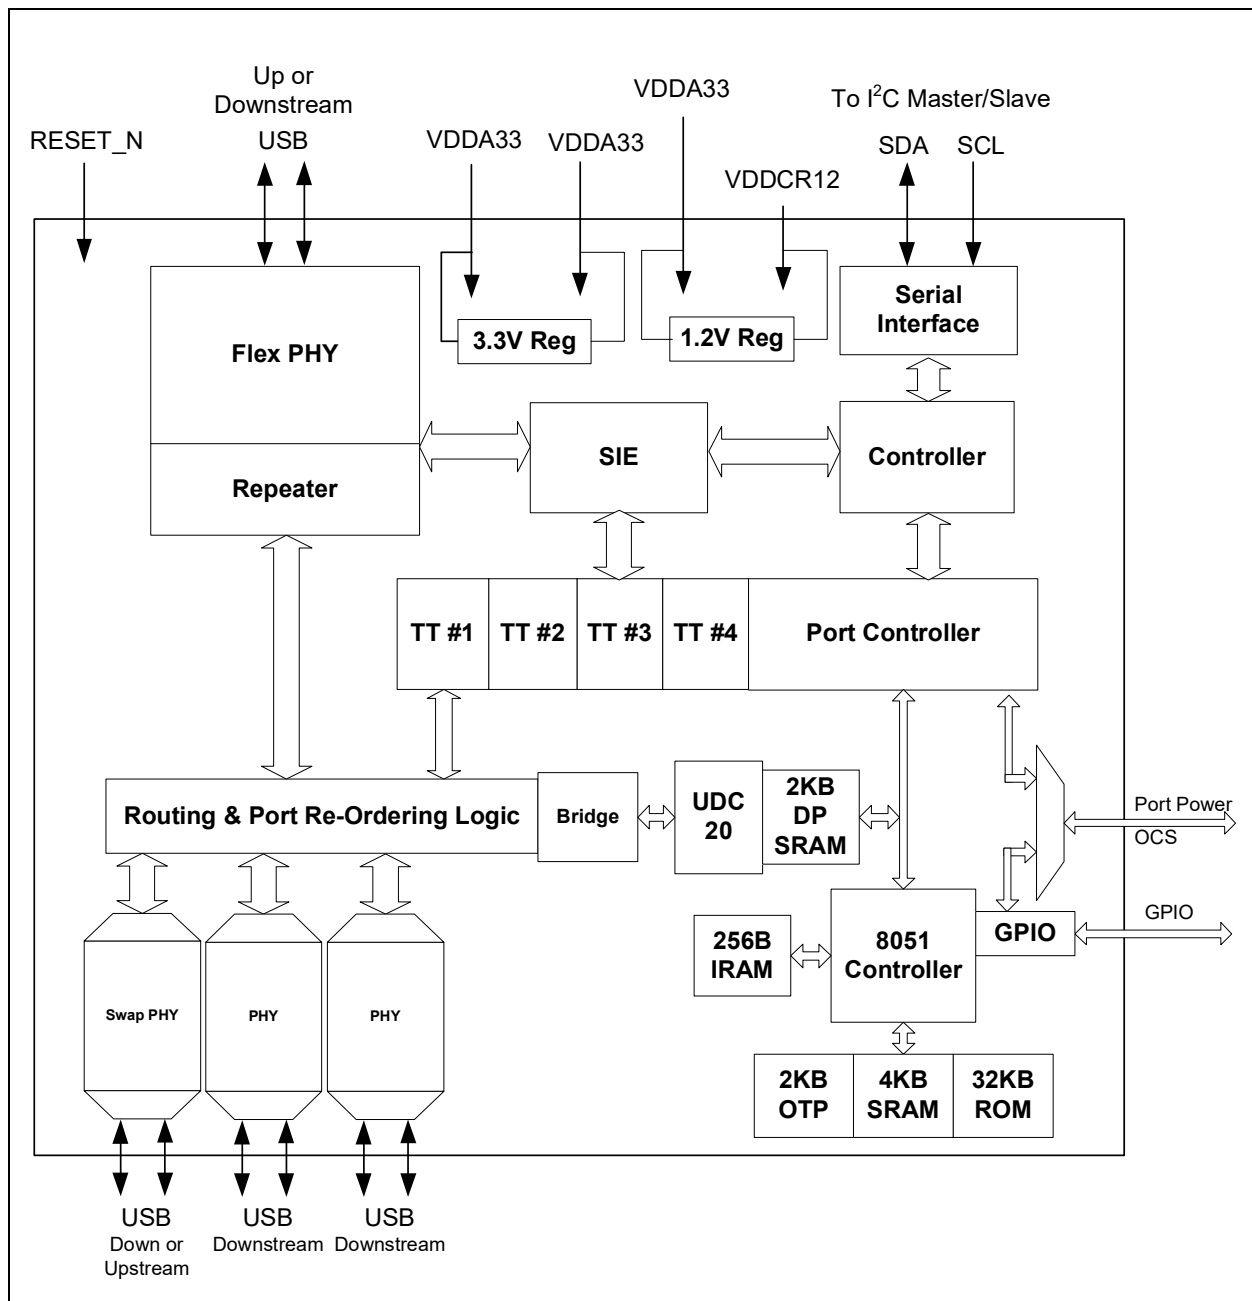 Up or
Downstream
USB
RESET_N
VDDA33
VDDA33
VDDA33
VDDCR12
To I²C Master/Slave
SDA
SCL
Flex PHY
3.3V Reg
1.2V Reg
Serial
Interface
Repeater
SIE
Controller
TT #1
TT #2
TT #3
TT #4
Port Controller
Routing & Port Re-Ordering Logic
Bridge
UDC
20
2KB
DP
SRAM
Port Power
OCS
256B
IRAM
8051
Controller
GPIO
GPIO
Swap PHY
PHY
PHY
2KB
OTP
4KB
SRAM
32KB
ROM
USB
Down or
Upstream
USB
Downstream
USB
Downstream